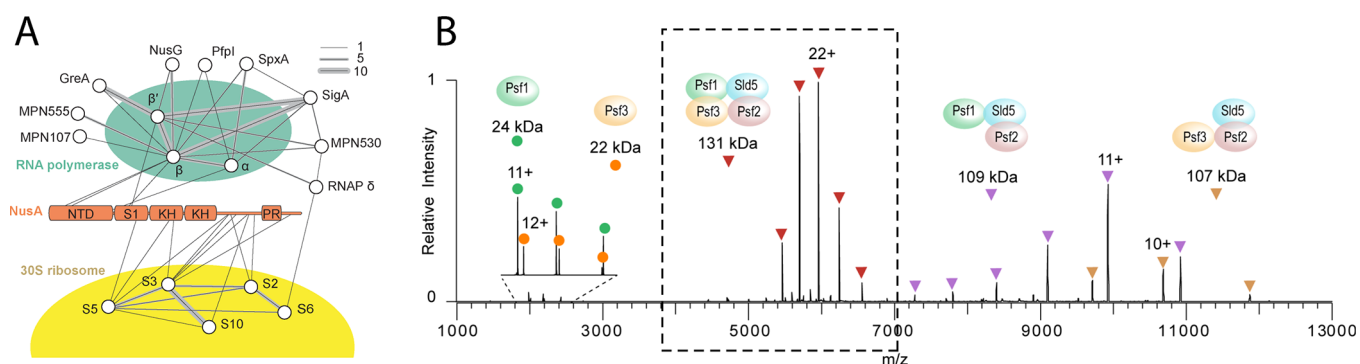 A
NusG
PfpI
SpxA
1
5
10
GreA
β'
SigA
MPN555
MPN107
MPN530
RNA polymerase
β
α
RNAP δ
NusA
NTD
S1
KH
KH
PR
30S ribosome
S3
S2
S5
S6
S10
B
Relative Intensity
1
0
Psf1
24 kDa
11+
12+
Psf3
22 kDa
Psf1
Sld5
Psf3
Psf2
131 kDa
22+
Psf1
Sld5
Psf2
109 kDa
11+
Sld5
Psf3
Psf2
107 kDa
10+
1000
3000
5000
7000
9000
11000
13000
m/z